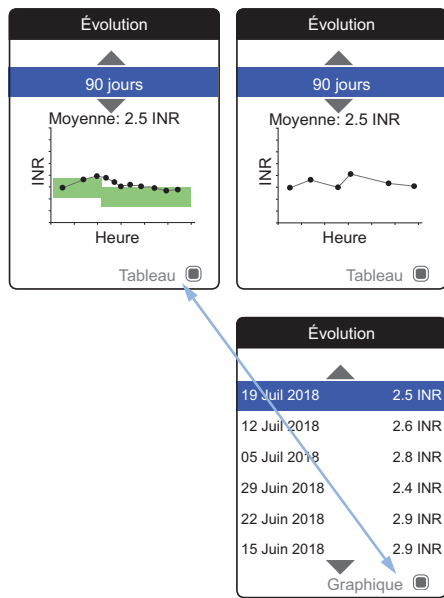 Évolution
90 jours
Moyenne: 2.5 INR
INR
Heure
Tableau
Évolution
90 jours
Moyenne: 2.5 INR
INR
Heure
Tableau
Évolution
19 Juil 2018 2.5 INR
12 Juil 2018 2.6 INR
05 Juil 2018 2.8 INR
29 Juin 2018 2.4 INR
22 Juin 2018 2.9 INR
15 Juin 2018 2.9 INR
Graphique